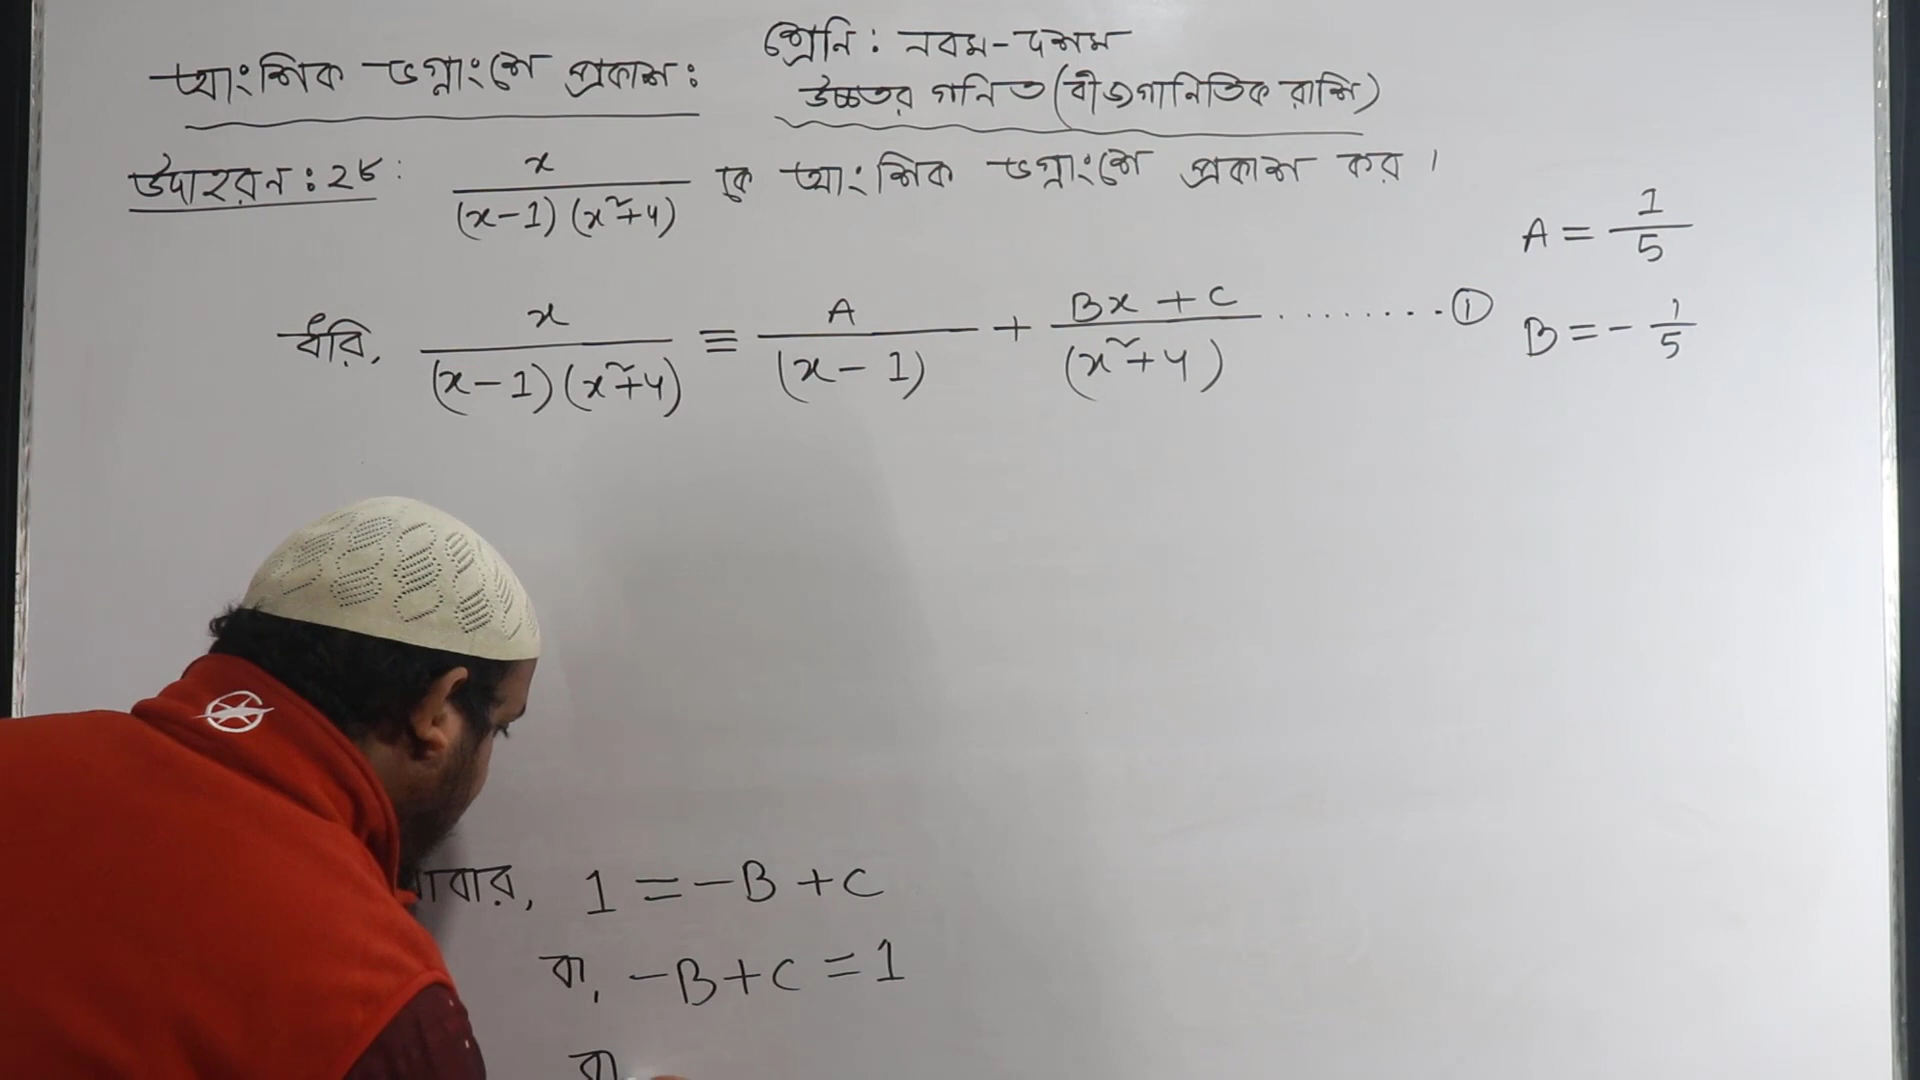 আংশিক ভগ্নাংশে প্রকাশ:
শ্রেনি: নবম-দশম
উচ্চতর গনিত (বীজগানিতিক রাশি)
উদাহরন: ২৮: x/((x-1)(x²+4)) কে আংশিক ভগ্নাংশে প্রকাশ কর।
ধরি, x/((x-1)(x²+4)) ≡ A/(x-1) + (Bx+C)/(x²+4) ........ ①
A = 1/5
B = - 1/5
1 = -B + C
বা, -B + C = 1
বা